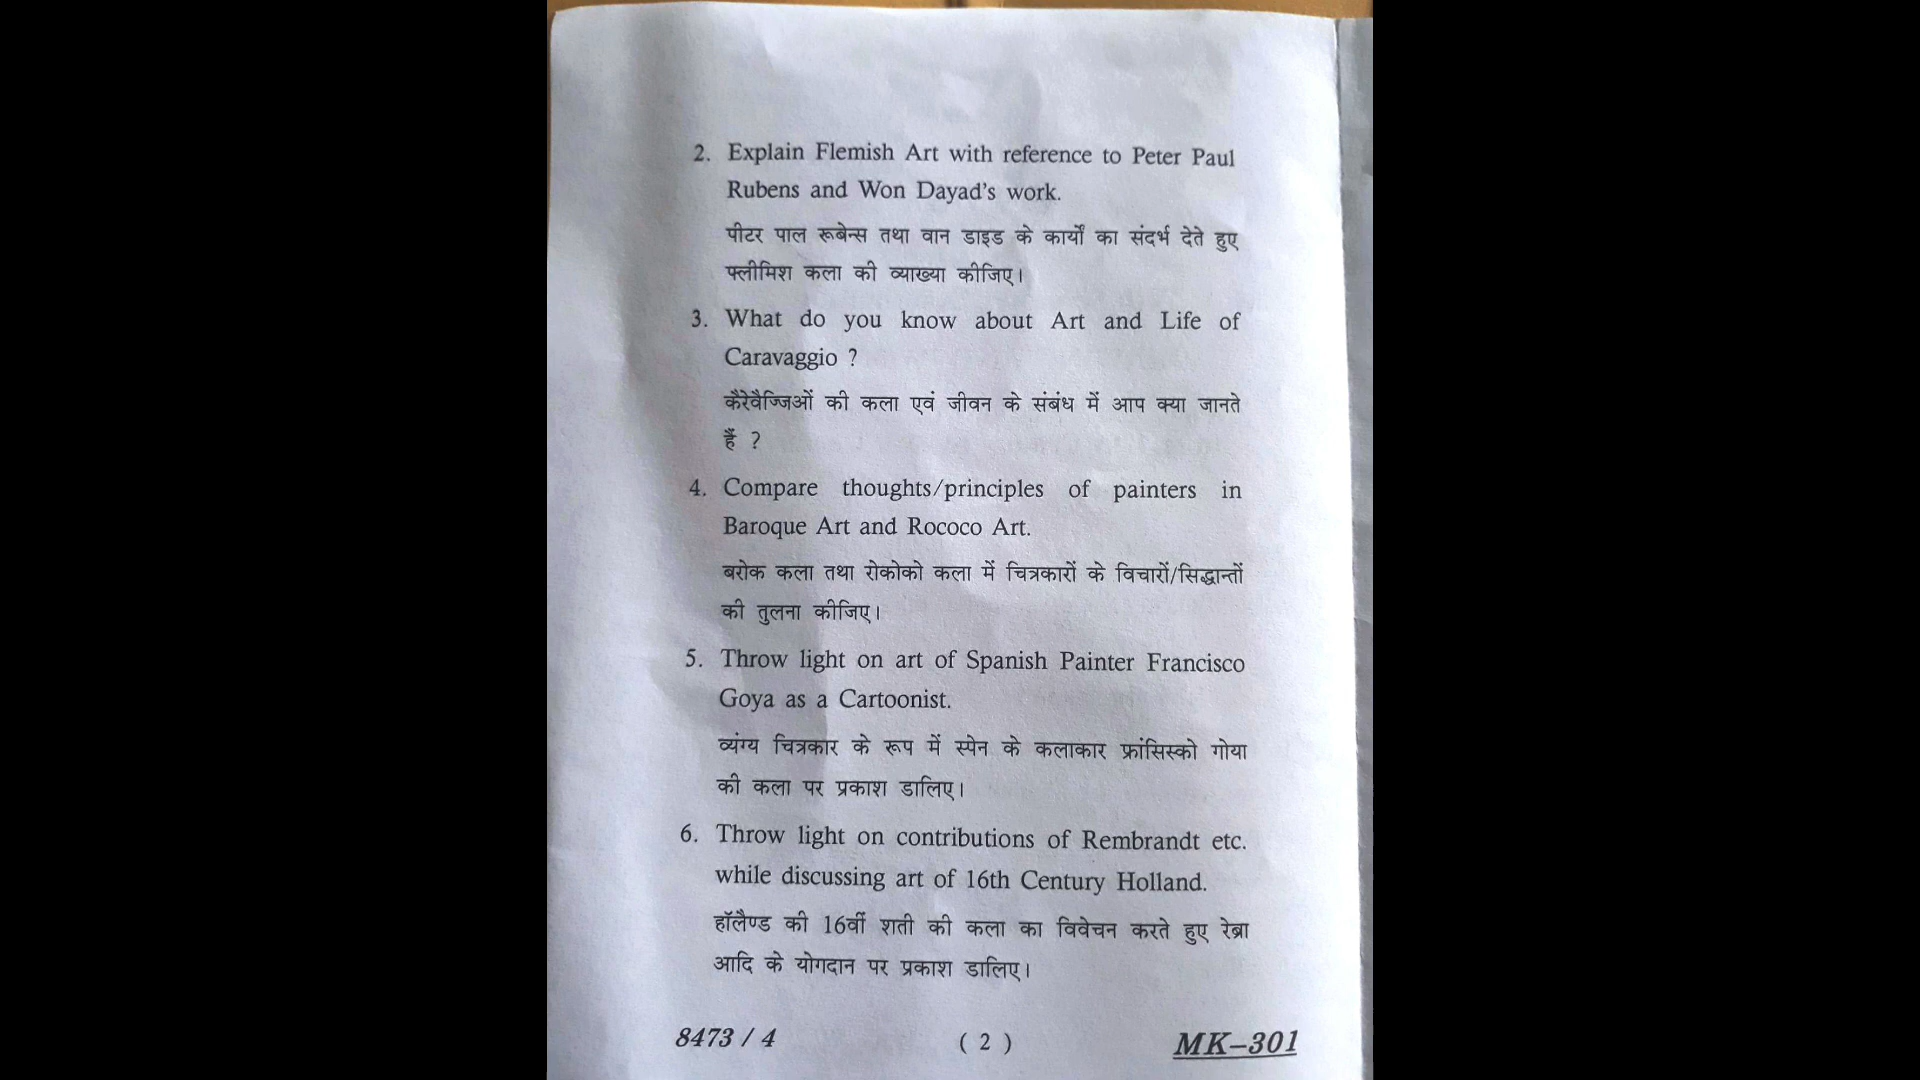 2. Explain Flemish Art with reference to Peter Paul
Rubens and Won Dayad's work.
पीटर पाल रूबेन्स तथा वान डाइड के कार्यों का संदर्भ देते हुए
फ्लीमिश कला की व्याख्या कीजिए।
3. What do you know about Art and Life of
Caravaggio ?
कैरेवैज्जिओं की कला एवं जीवन के संबंध में आप क्या जानते
हैं ?
4. Compare thoughts/principles of painters in
Baroque Art and Rococo Art.
बरोक कला तथा रोकोको कला में चित्रकारों के विचारों/सिद्धान्तों
की तुलना कीजिए।
5. Throw light on art of Spanish Painter Francisco
Goya as a Cartoonist.
व्यंग्य चित्रकार के रूप में स्पेन के कलाकार फ्रांसिस्को गोया
की कला पर प्रकाश डालिए।
6. Throw light on contributions of Rembrandt etc.
while discussing art of 16th Century Holland.
हॉलैण्ड की 16वीं शती की कला का विवेचन करते हुए रेब्रा
आदि के योगदान पर प्रकाश डालिए।
8473 / 4 ( 2 ) MK–301